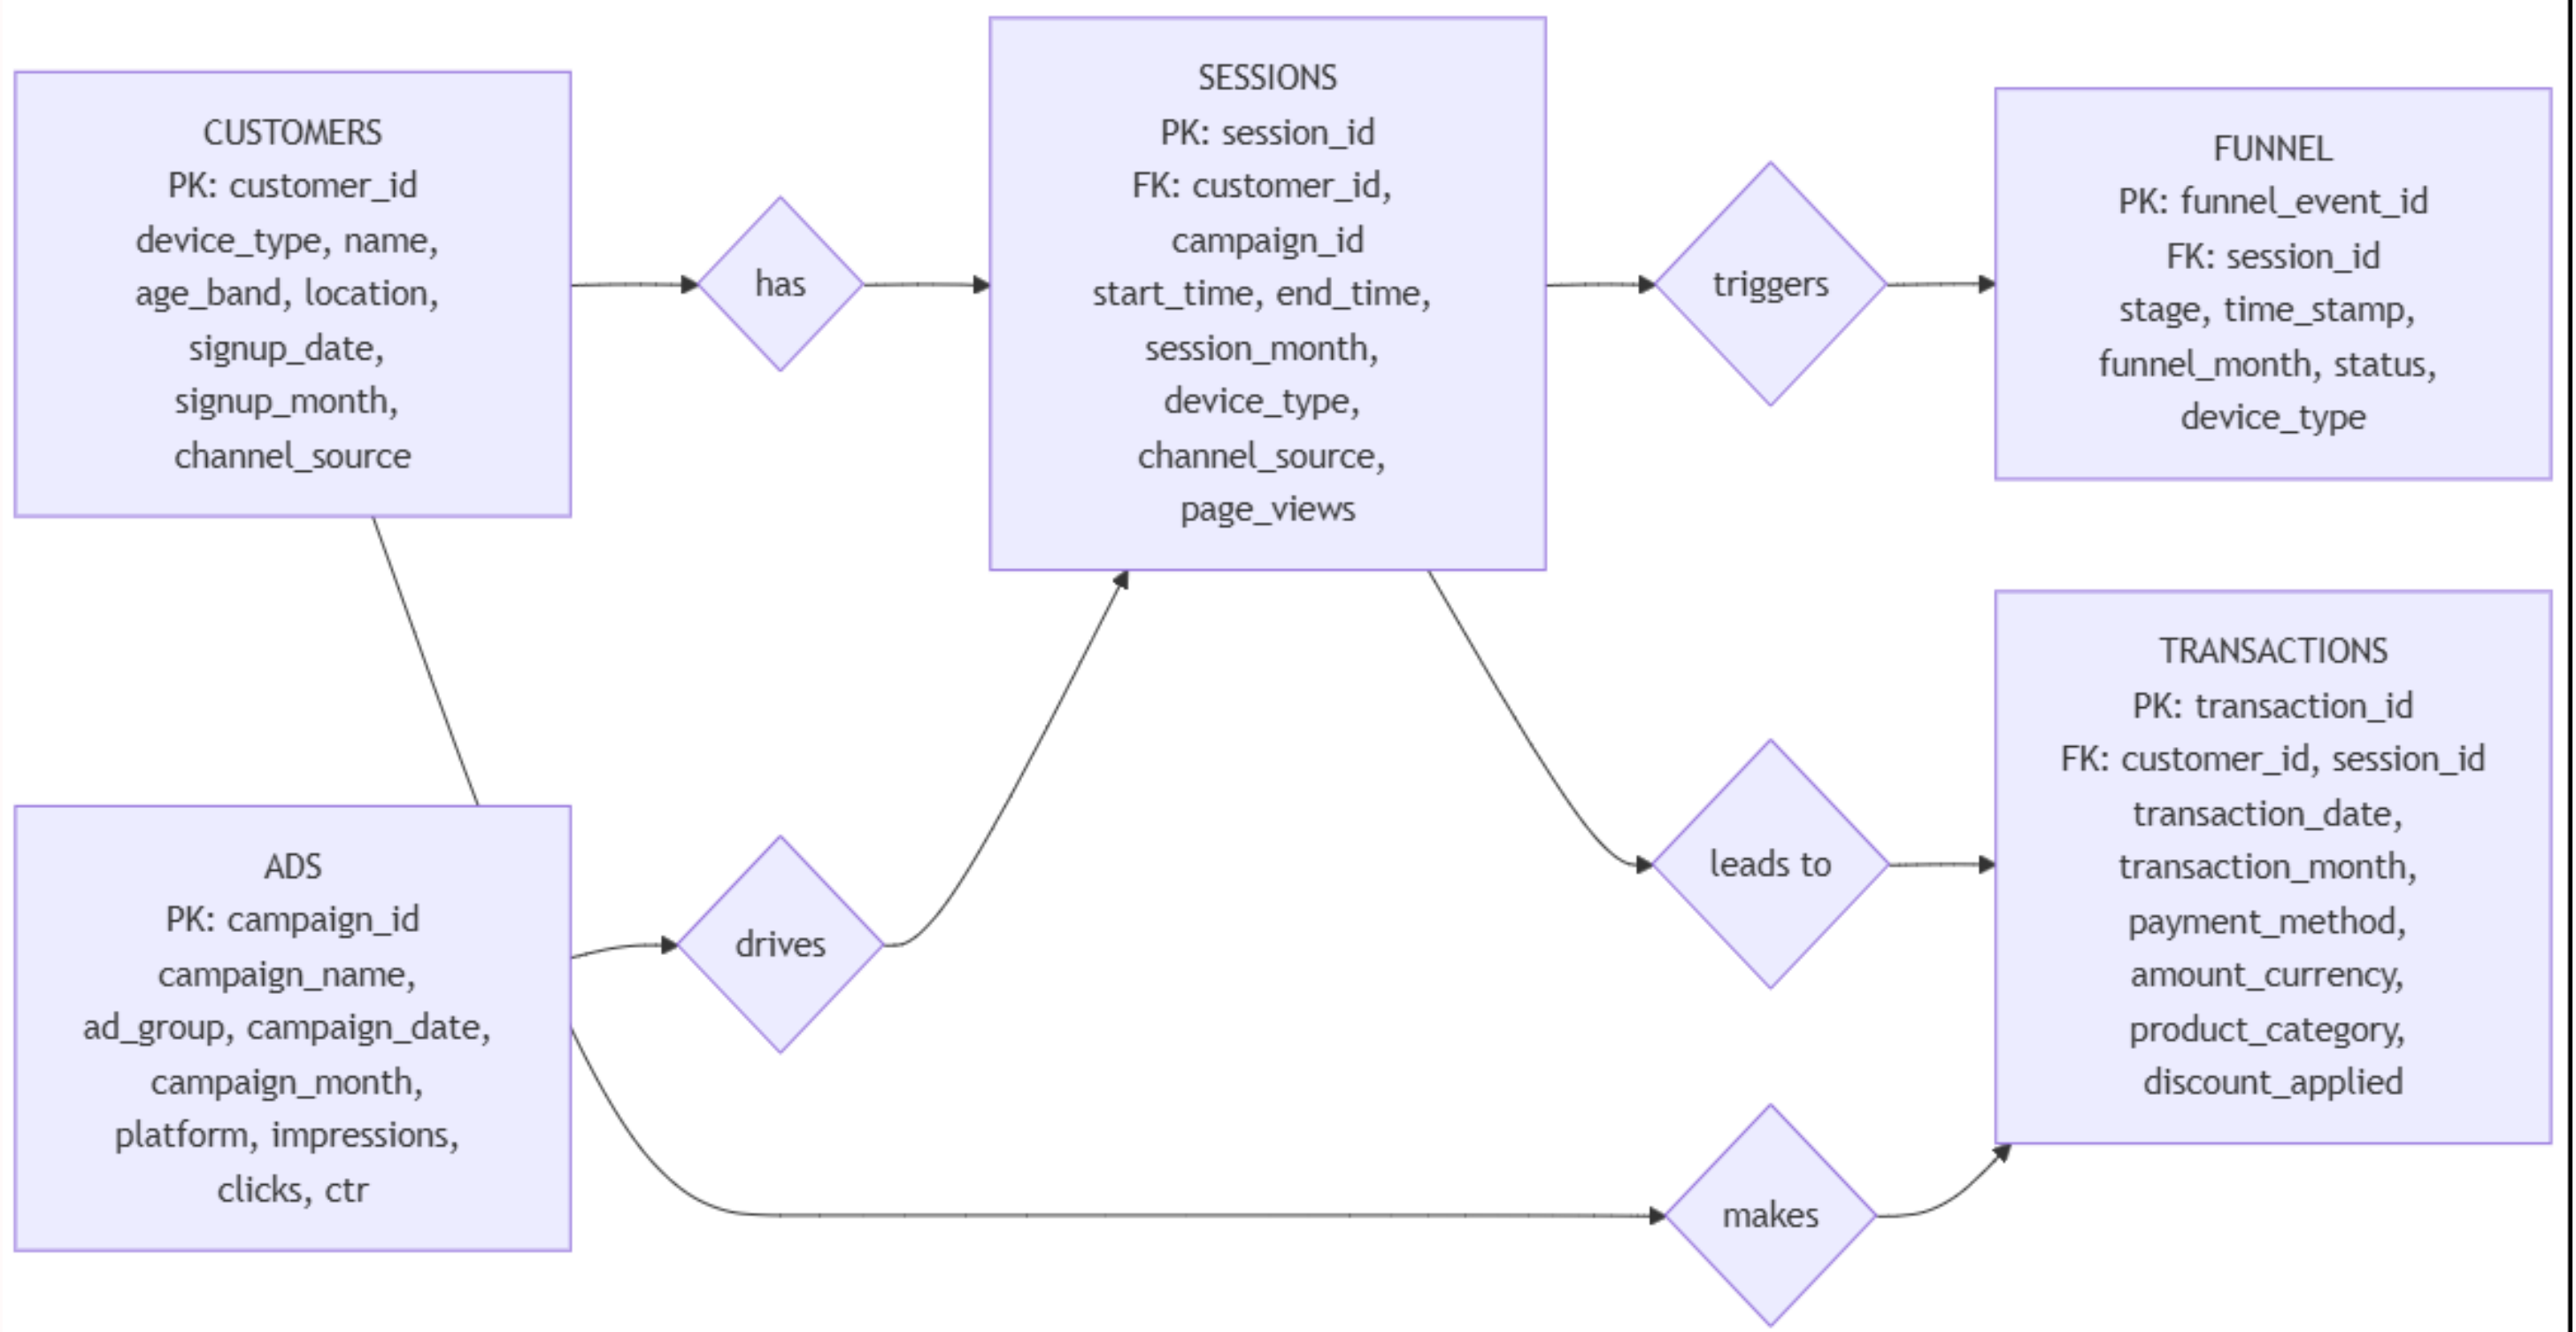 CUSTOMERS
PK: customer_id
device_type, name,
age_band, location,
signup_date,
signup_month,
channel_source
has
SESSIONS
PK: session_id
FK: customer_id,
campaign_id
start_time, end_time,
session_month,
device_type,
channel_source,
page_views
triggers
FUNNEL
PK: funnel_event_id
FK: session_id
stage, time_stamp,
funnel_month, status,
device_type
ADS
PK: campaign_id
campaign_name,
ad_group, campaign_date,
campaign_month,
platform, impressions,
clicks, ctr
drives
leads to
makes
TRANSACTIONS
PK: transaction_id
FK: customer_id, session_id
transaction_date,
transaction_month,
payment_method,
amount_currency,
product_category,
discount_applied